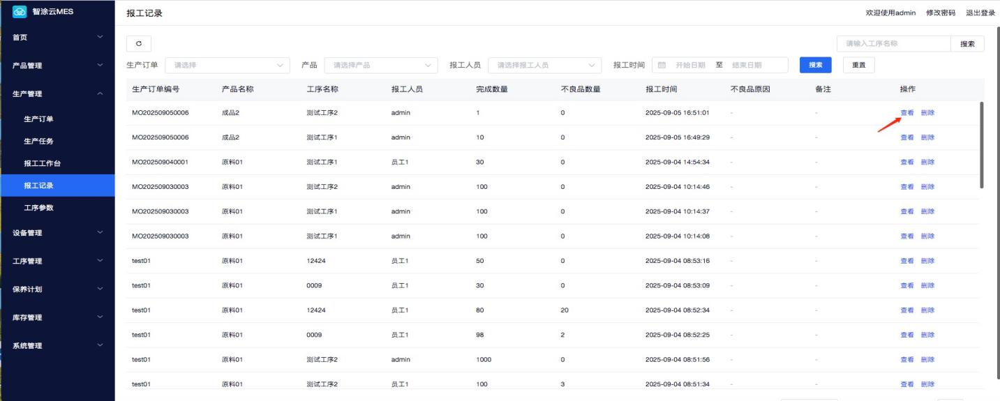 智涂云MES
报工记录
欢迎使用admin 修改密码 退出登录
首页
产品管理
生产管理
生产订单
生产任务
报工工作台
报工记录
工序参数
设备管理
工序管理
保养计划
库存管理
系统管理
请输入工序名称 搜索
生产订单 请选择 产品 请选择产品 报工人员 请选择报工人员 报工时间 开始日期 至 结束日期 搜索 重置
生产订单编号 产品名称 工序名称 报工人员 完成数量 不良品数量 报工时间 不良品原因 备注 操作
MO202509050006 成品2 测试工序2 admin 1 0 2025-09-05 16:51:01 - - 查看 删除
MO202509050006 成品2 测试工序1 admin 10 0 2025-09-05 16:49:29 - - 查看 删除
MO202509040001 原料01 测试工序1 员工1 30 0 2025-09-04 14:54:34 - - 查看 删除
MO202509030003 原料01 测试工序2 admin 100 0 2025-09-04 10:14:46 - - 查看 删除
MO202509030003 原料01 测试工序1 admin 100 0 2025-09-04 10:14:37 - - 查看 删除
MO202509030003 原料01 测试工序1 admin 100 0 2025-09-04 10:14:08 - - 查看 删除
test01 原料01 12424 员工1 50 0 2025-09-04 08:53:16 - - 查看 删除
test01 原料01 0009 员工1 30 0 2025-09-04 08:53:09 - - 查看 删除
test01 原料01 12424 员工1 80 20 2025-09-04 08:52:34 - - 查看 删除
test01 原料01 0009 员工1 98 2 2025-09-04 08:52:25 - - 查看 删除
test01 原料01 测试工序2 admin 1000 0 2025-09-04 08:51:56 - - 查看 删除
test01 原料01 测试工序2 员工1 100 3 2025-09-04 08:51:34 - - 查看 删除